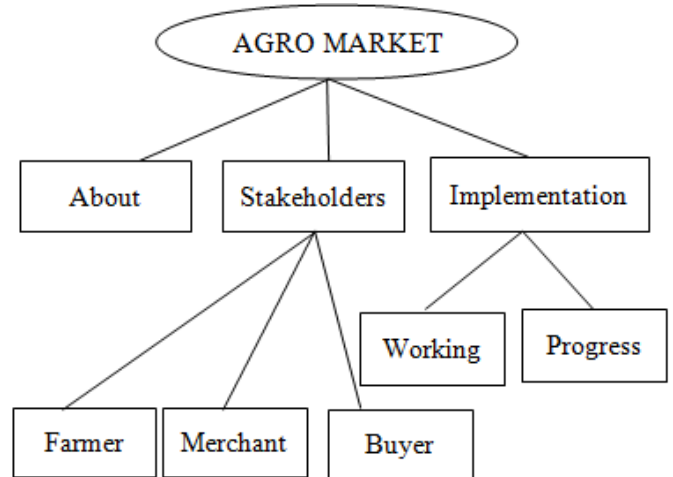 AGRO MARKET
About
Stakeholders
Implementation
Working
Progress
Farmer
Merchant
Buyer